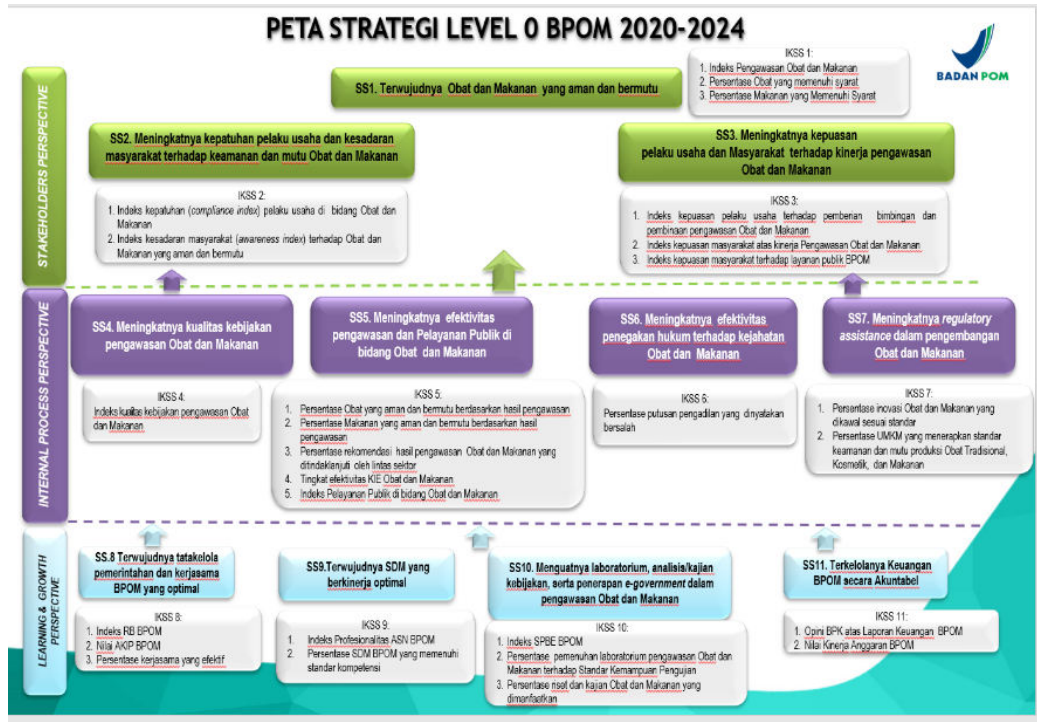 PETA STRATEGI LEVEL 0 BPOM 2020-2024
BADAN POM
STAKEHOLDERS PERSPECTIVE
SS1. Terwujudnya Obat dan Makanan yang aman dan bermutu
IKSS 1:
1. Indeks Pengawasan Obat dan Makanan
2. Persentase Obat yang memenuhi syarat
3. Persentase Makanan yang Memenuhi Syarat
SS2. Meningkatnya kepatuhan pelaku usaha dan kesadaran
masyarakat terhadap keamanan dan mutu Obat dan Makanan
IKSS 2:
1. Indeks kepatuhan (compliance index) pelaku usaha di bidang Obat dan
Makanan
2. Indeks kesadaran masyarakat (awareness index) terhadap Obat dan
Makanan yang aman dan bermutu
SS3. Meningkatnya kepuasan
pelaku usaha dan Masyarakat terhadap kinerja pengawasan
Obat dan Makanan
IKSS 3:
1. Indeks kepuasan pelaku usaha terhadap pemberian bimbingan dan
pembinaan pengawasan Obat dan Makanan
2. Indeks kepuasan masyarakat atas kinerja Pengawasan Obat dan Makanan
3. Indeks kepuasan masyarakat terhadap layanan publik BPOM
INTERNAL PROCESS PERSPECTIVE
SS4. Meningkatnya kualitas kebijakan
pengawasan Obat dan Makanan
IKSS 4:
Indeks kualitas kebijakan pengawasan Obat
dan Makanan
SS5. Meningkatnya efektivitas
pengawasan dan Pelayanan Publik di
bidang Obat dan Makanan
IKSS 5:
1. Persentase Obat yang aman dan bermutu berdasarkan hasil pengawasan
2. Persentase Makanan yang aman dan bermutu berdasarkan hasil
pengawasan
3. Persentase rekomendasi hasil pengawasan Obat dan Makanan yang
ditindaklanjuti oleh lintas sektor
4. Tingkat efektivitas KIE Obat dan Makanan
5. Indeks Pelayanan Publik di bidang Obat dan Makanan
SS6. Meningkatnya efektivitas
penegakan hukum terhadap kejahatan
Obat dan Makanan
IKSS 6:
Persentase putusan pengadilan yang dinyatakan
bersalah
SS7. Meningkatnya regulatory
assistance dalam pengembangan
Obat dan Makanan
IKSS 7:
1. Persentase inovasi Obat dan Makanan yang
dikawal sesuai standar
2. Persentase UMKM yang menerapkan standar
keamanan dan mutu produksi Obat Tradisional,
Kosmetik, dan Makanan
LEARNING & GROWTH
PERSPECTIVE
SS.8 Terwujudnya tatakelola
pemerintahan dan kerjasama
BPOM yang optimal
IKSS 8:
1. Indeks RB BPOM
2. Nilai AKIP BPOM
3. Persentase kerjasama yang efektif
SS9.Terwujudnya SDM yang
berkinerja optimal
IKSS 9:
1. Indeks Profesionalitas ASN BPOM
2. Persentase SDM BPOM yang memenuhi
standar kompetensi
SS10. Menguatnya laboratorium, analisis/kajian
kebijakan, serta penerapan e-government dalam
pengawasan Obat dan Makanan
IKSS 10:
1. Indeks SPBE BPOM
2. Persentase pemenuhan laboratorium pengawasan Obat dan
Makanan terhadap Standar Kemampuan Pengujian
3. Persentase riset dan kajian Obat dan Makanan yang
dimanfaatkan
SS11. Terkelolanya Keuangan
BPOM secara Akuntabel
IKSS 11:
1. Opini BPK atas Laporan Keuangan BPOM
2. Nilai Kinerja Anggaran BPOM